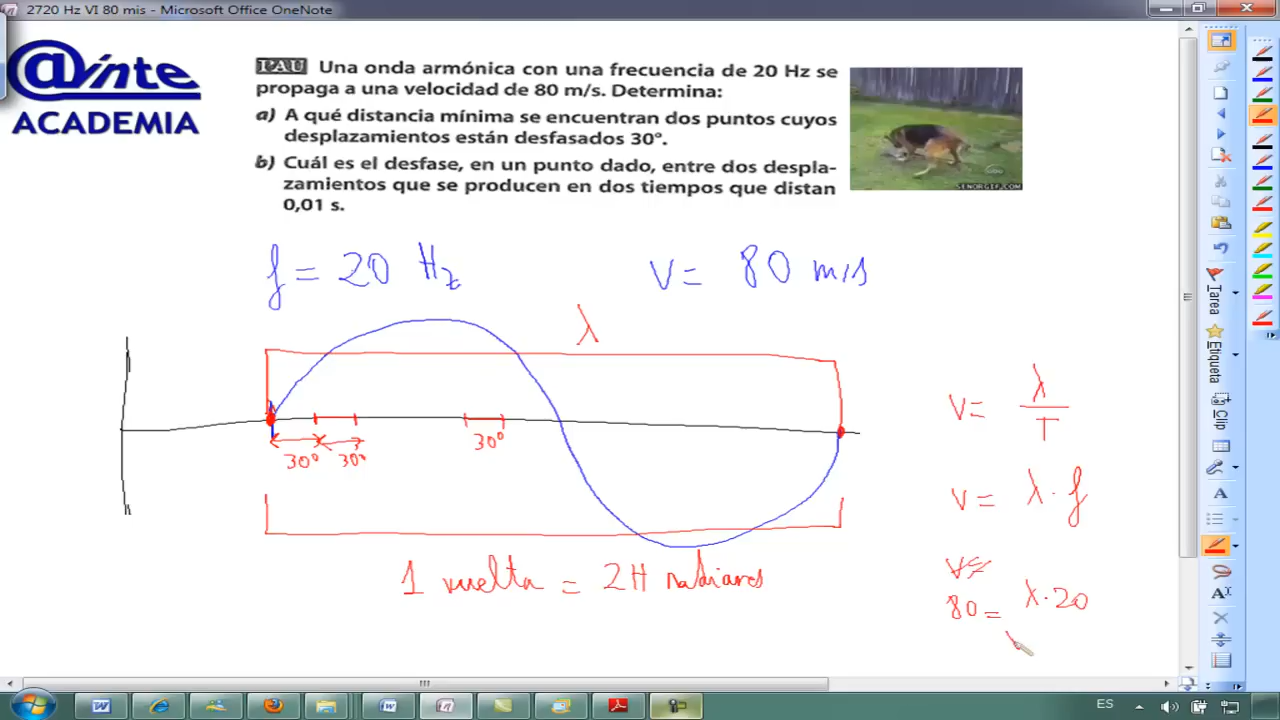 2720 Hz VI 80 mis - Microsoft OneNote
@inte
ACADEMIA
PAU Una onda armónica con una frecuencia de 20 Hz se
propaga a una velocidad de 80 m/s. Determina:
a) A qué distancia mínima se encuentran dos puntos cuyos
desplazamientos están desfasados 30°.
b) Cuál es el desfase, en un punto dado, entre dos despla-
zamientos que se producen en dos tiempos que distan
0,01 s.
SENORGIF.COM
f = 20 Hz
v = 80 m/s
λ
30°
30°
30°
1 vuelta = 2π radianes
v = λ / T
v = λ · f
v=
80 = λ · 20
Tarea
Etiqueta
Clip
A
A
ES